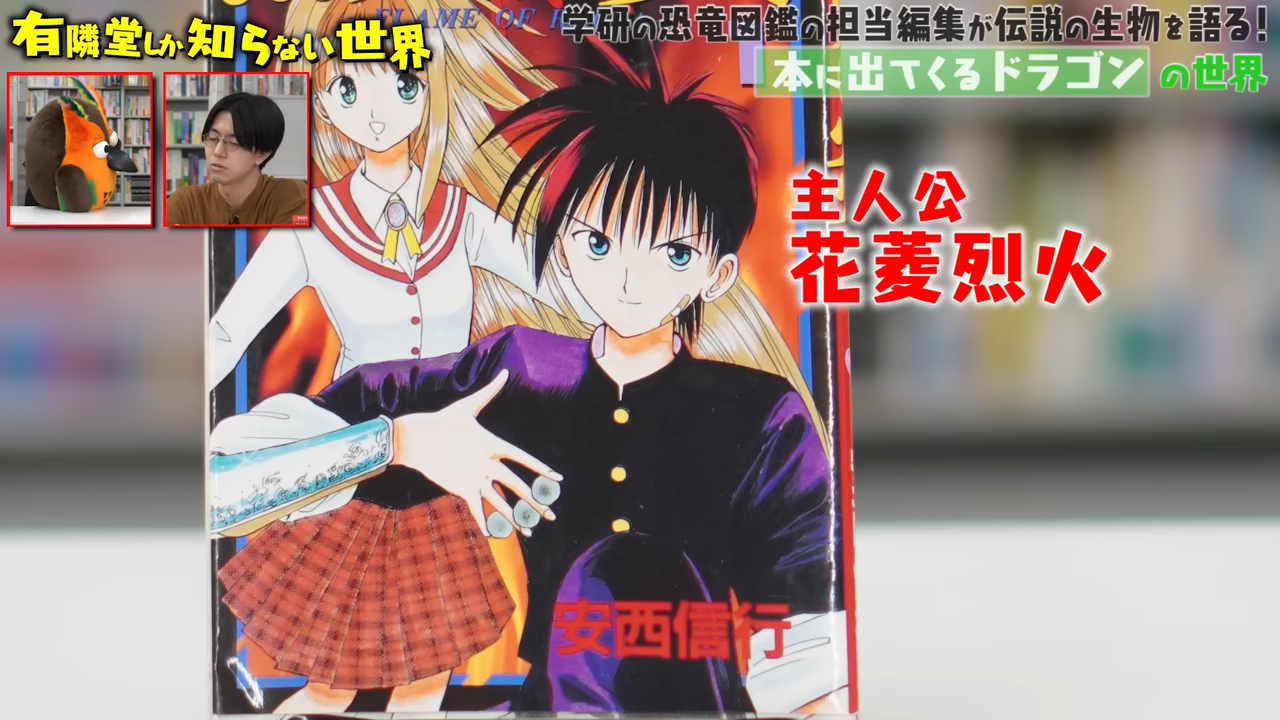 有隣堂しか知らない世界
学研の恐竜図鑑の担当編集が伝説の生物を語る!
本に出てくるドラゴンの世界
FLAME OF
主人公
花菱烈火
安西信行